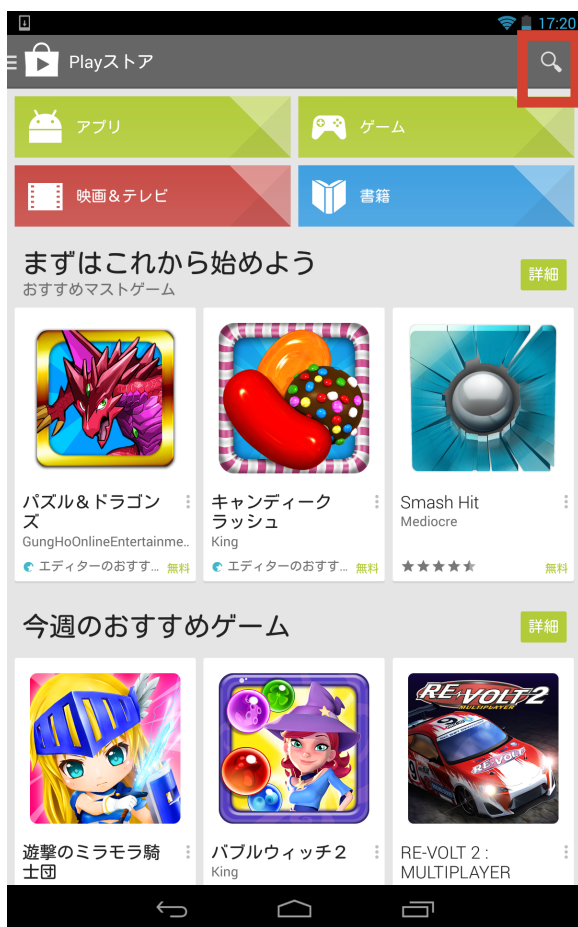 17:20
Playストア
アプリ
ゲーム
映画&テレビ
書籍
まずはこれから始めよう
おすすめマストゲーム
詳細
パズル&ドラゴン
ズ
GungHoOnlineEntertainme..
エディターのおすす... 無料
キャンディーク
ラッシュ
King
エディターのおすす... 無料
Smash Hit
Mediocre
無料
今週のおすすめゲーム
詳細
RE-VOLT 2
MULTIPLAYER
RE-VOLT
遊撃のミラモラ騎
士団
バブルウィッチ2
King
RE-VOLT 2 :
MULTIPLAYER